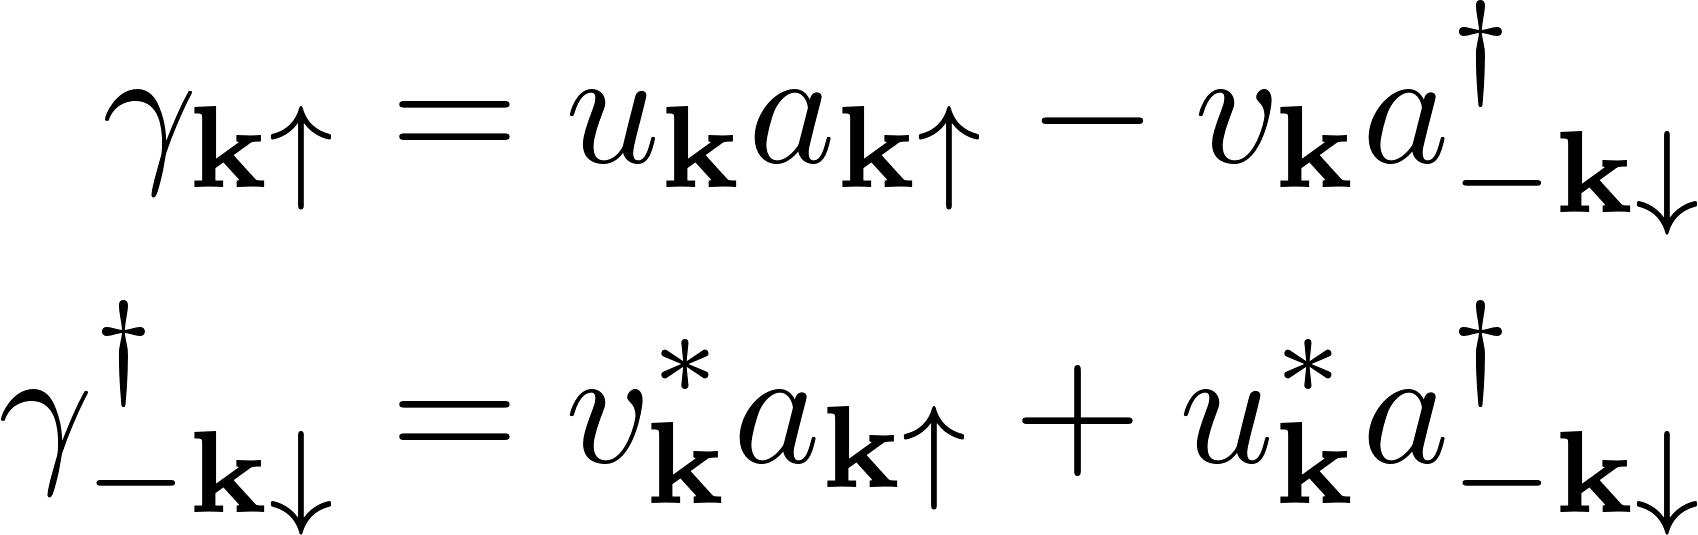 γ_{𝐤↑} = u_𝐤 a_{𝐤↑} − v_𝐤 a^†_{−𝐤↓}
γ^†_{−𝐤↓} = v^*_𝐤 a_{𝐤↑} + u^*_𝐤 a^†_{−𝐤↓}